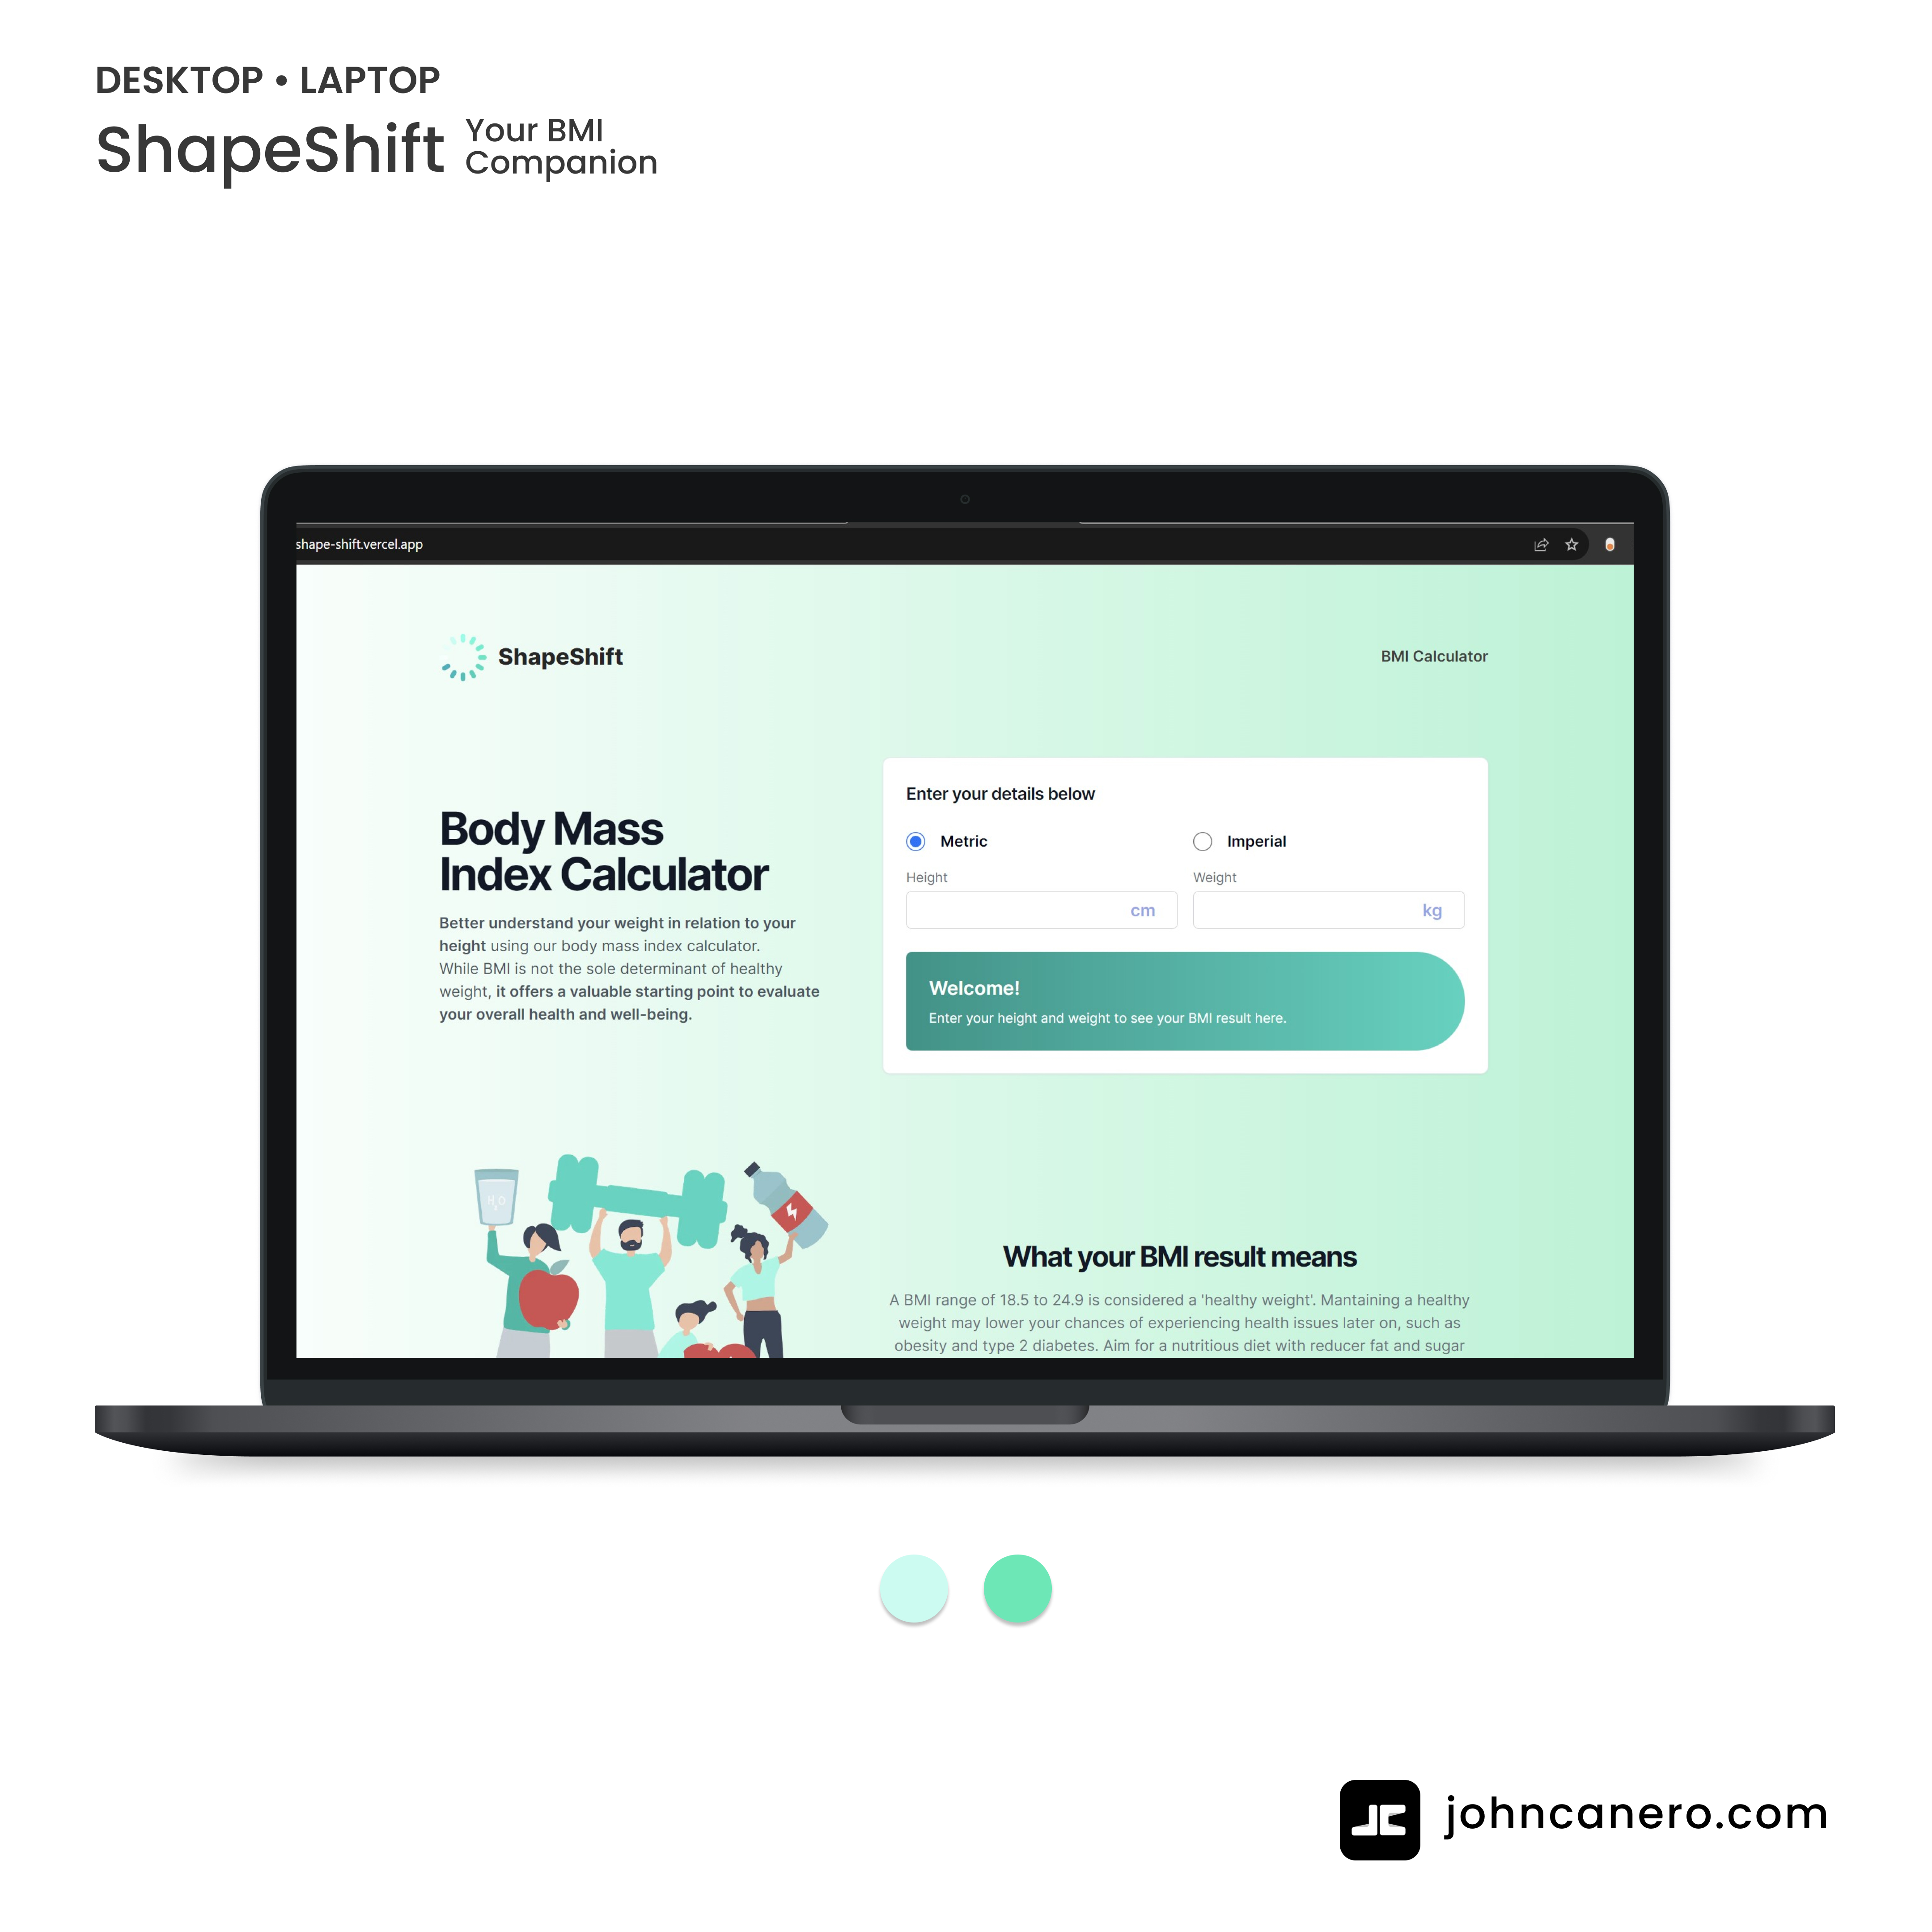 DESKTOP • LAPTOP
ShapeShift
Your BMI
Companion
shape-shift.vercel.app
ShapeShift
BMI Calculator
Body Mass
Index Calculator
Better understand your weight in relation to your
height using our body mass index calculator.
While BMI is not the sole determinant of healthy
weight, it offers a valuable starting point to evaluate
your overall health and well-being.
Enter your details below
Metric
Imperial
Height
Weight
cm
kg
Welcome!
Enter your height and weight to see your BMI result here.
H₂O
What your BMI result means
A BMI range of 18.5 to 24.9 is considered a 'healthy weight'. Mantaining a healthy
weight may lower your chances of experiencing health issues later on, such as
obesity and type 2 diabetes. Aim for a nutritious diet with reducer fat and sugar
JC
johncanero.com